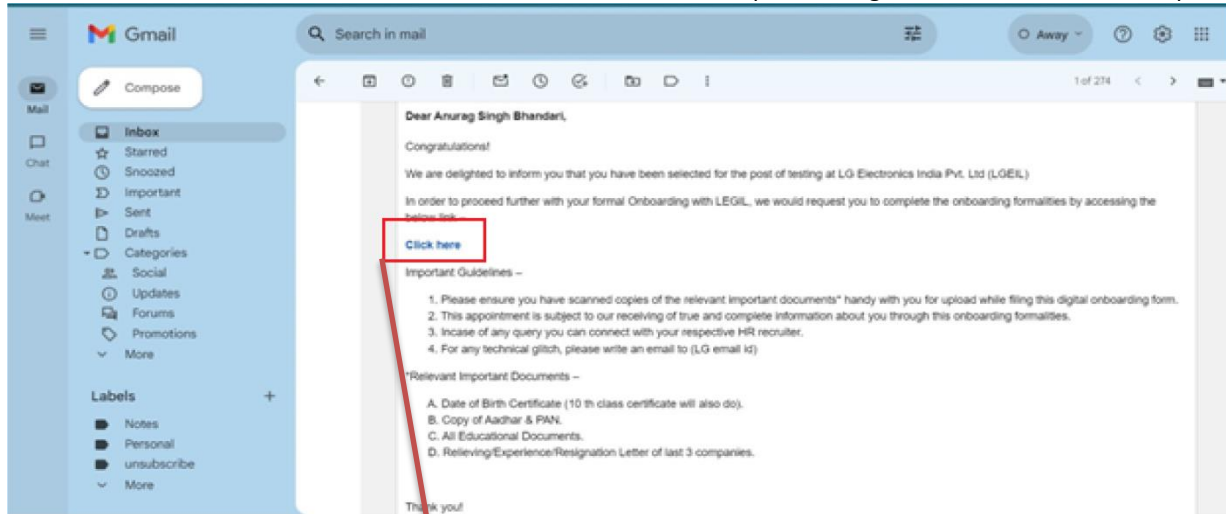 Gmail
Search in mail
Away
Compose
1 of 274
Mail
Inbox
Starred
Chat
Snoozed
Important
Meet
Sent
Drafts
Categories
Social
Updates
Forums
Promotions
More
Labels
Notes
Personal
unsubscribe
More
Dear Anurag Singh Bhandari,
Congratulations!
We are delighted to inform you that you have been selected for the post of testing at LG Electronics India Pvt. Ltd (LGEIL)
In order to proceed further with your formal Onboarding with LEGIL, we would request you to complete the onboarding formalities by accessing the
below link –
Click here
Important Guidelines –
1. Please ensure you have scanned copies of the relevant important documents* handy with you for upload while filing this digital onboarding form.
2. This appointment is subject to our receiving of true and complete information about you through this onboarding formalities.
3. Incase of any query you can connect with your respective HR recruiter.
4. For any technical glitch, please write an email to (LG email id)
*Relevant Important Documents –
A. Date of Birth Certificate (10 th class certificate will also do).
B. Copy of Aadhar & PAN.
C. All Educational Documents.
D. Relieving/Experience/Resignation Letter of last 3 companies.
Thank you!